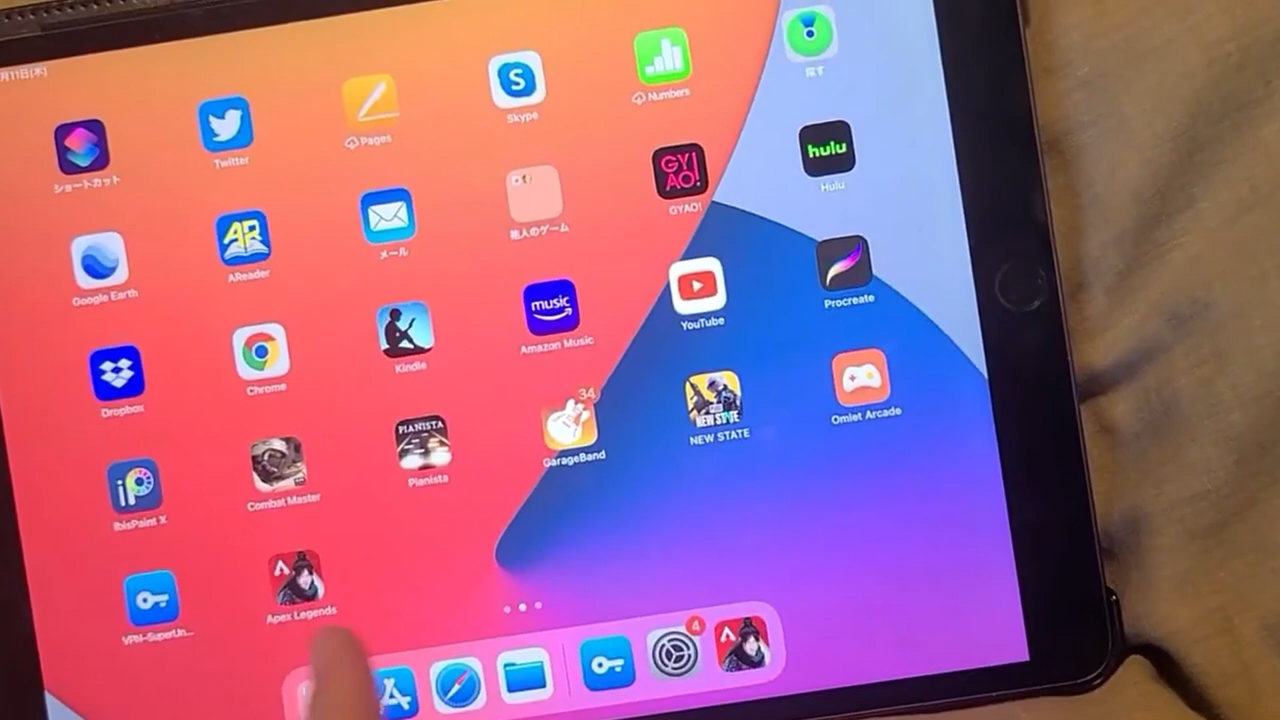 月11日(木)
ショートカット
Twitter
Pages
S
Skype
Numbers
探す
Google Earth
AR
AReader
メール
他人のゲーム
GYAO!
GYAO!
hulu
Hulu
Dropbox
Chrome
Kindle
music
Amazon Music
YouTube
Procreate
ip
ibisPaint X
Combat Master
PIANISTA
Pianista
34
GarageBand
NEW STATE
NEW STATE
Omlet Arcade
VPN-SuperUn...
Apex Legends
4